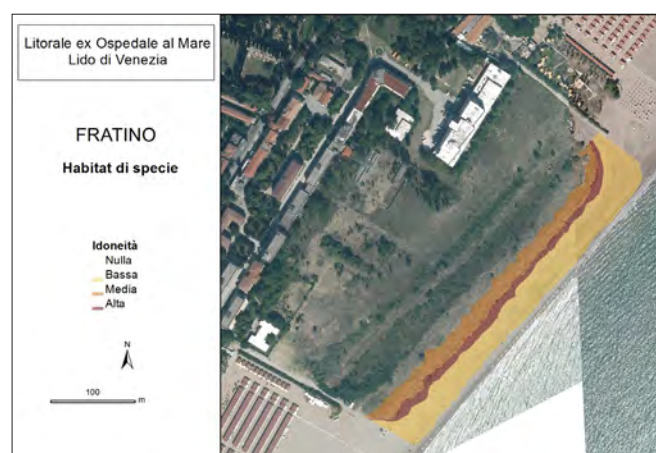 Litorale ex Ospedale al Mare
Lido di Venezia
FRATINO
Habitat di specie
Idoneità
Nulla
Bassa
Media
Alta
N
100
m